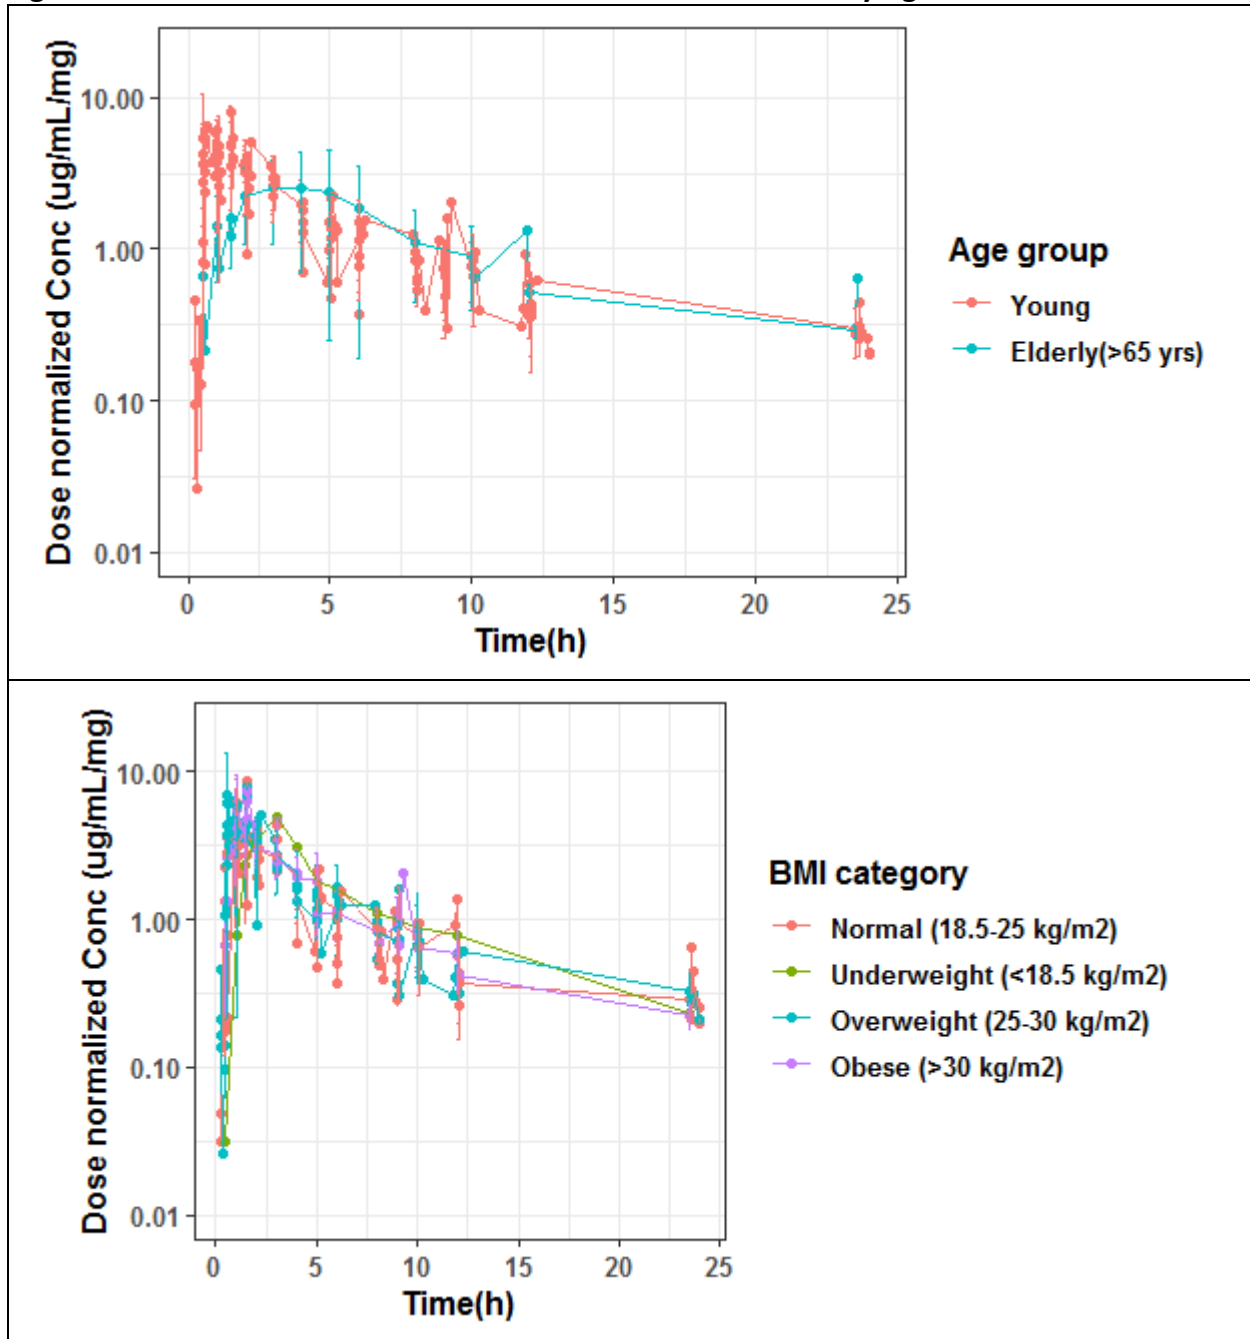 Dose normalized Conc (ug/mL/mg)
10.00
1.00
0.10
0.01
0 5 10 15 20 25
Time(h)
Age group
Young
Elderly(>65 yrs)
Dose normalized Conc (ug/mL/mg)
10.00
1.00
0.10
0.01
0 5 10 15 20 25
Time(h)
BMI category
Normal (18.5-25 kg/m2)
Underweight (<18.5 kg/m2)
Overweight (25-30 kg/m2)
Obese (>30 kg/m2)